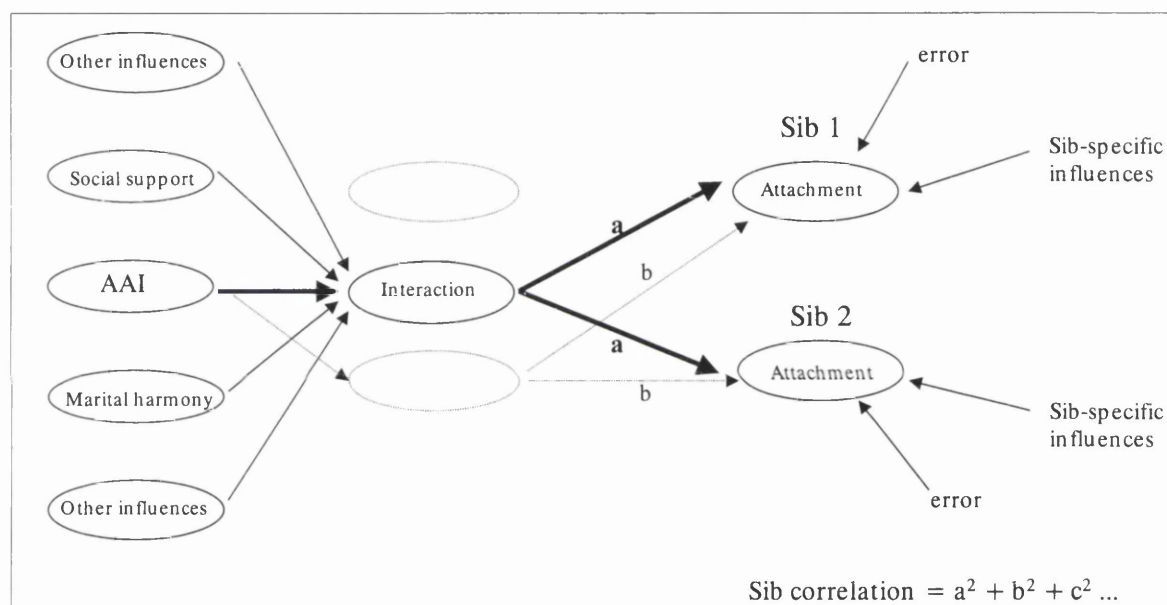 Other influences
error
Sib 1
Social support
Sib-specific
influences
Attachment
a
b
AAI
Interaction
Sib 2
a
Attachment
b
Marital harmony
Sib-specific
influences
Other influences
error
Sib correlation = a² + b² + c² ...